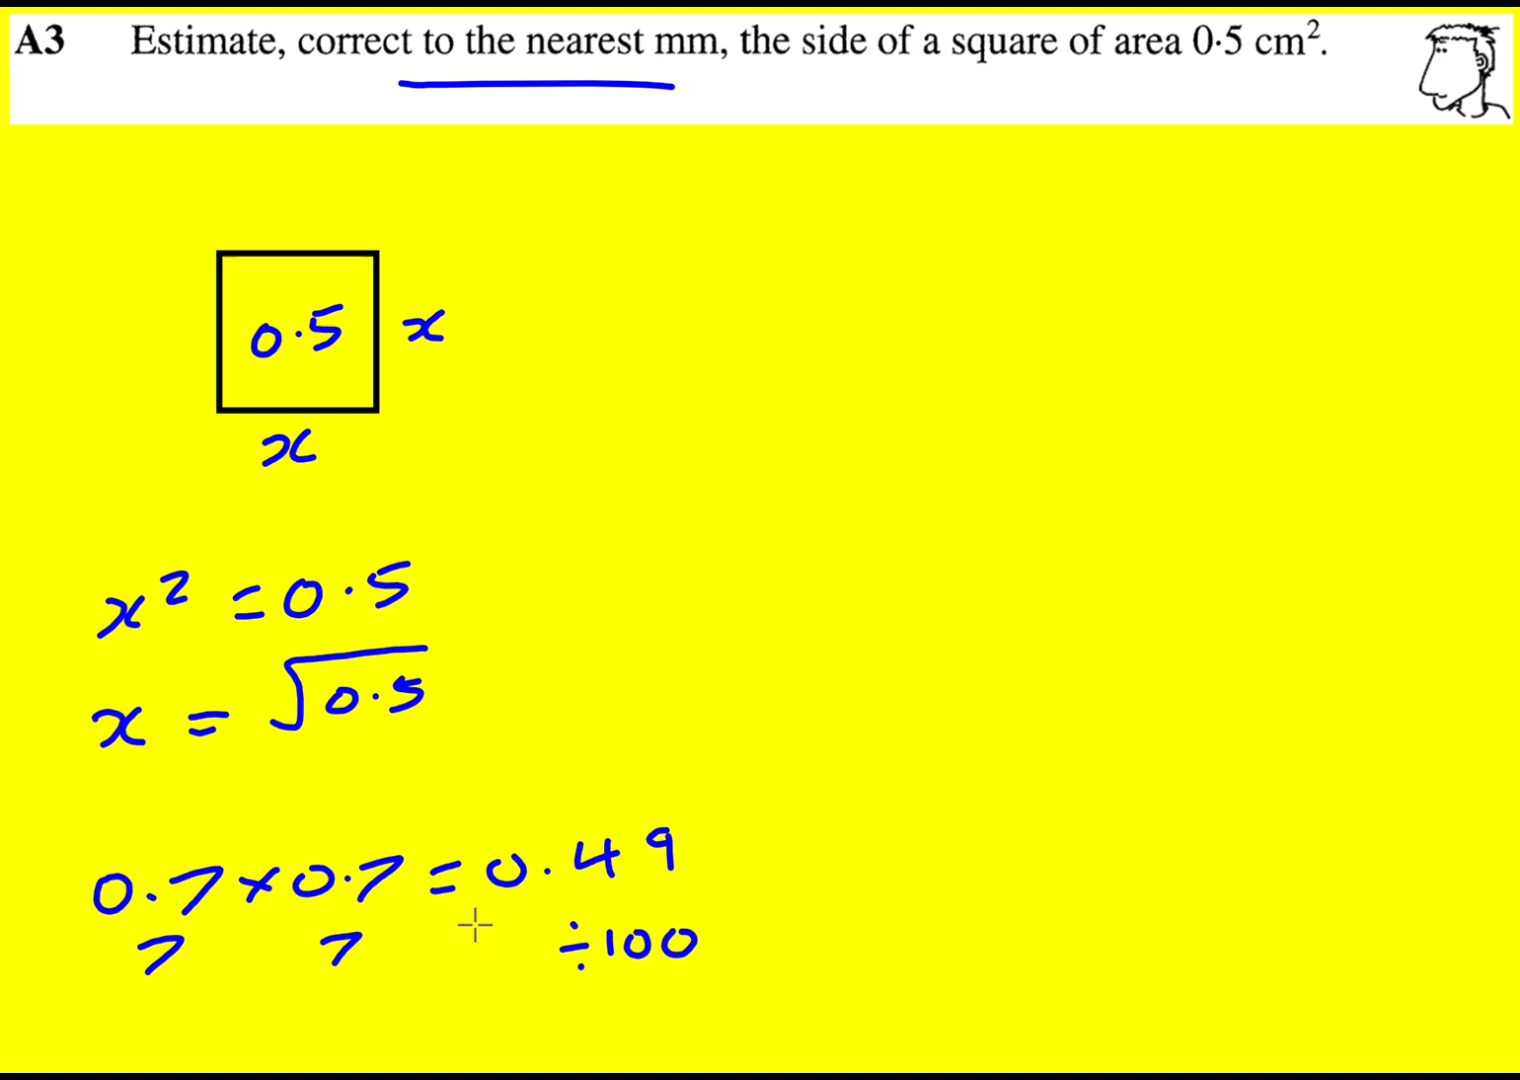 A3 Estimate, correct to the nearest mm, the side of a square of area 0·5 cm².
0·5 x
x
x² = 0·5
x = √0·5
0·7 × 0·7 = 0·49
7 7 ÷100